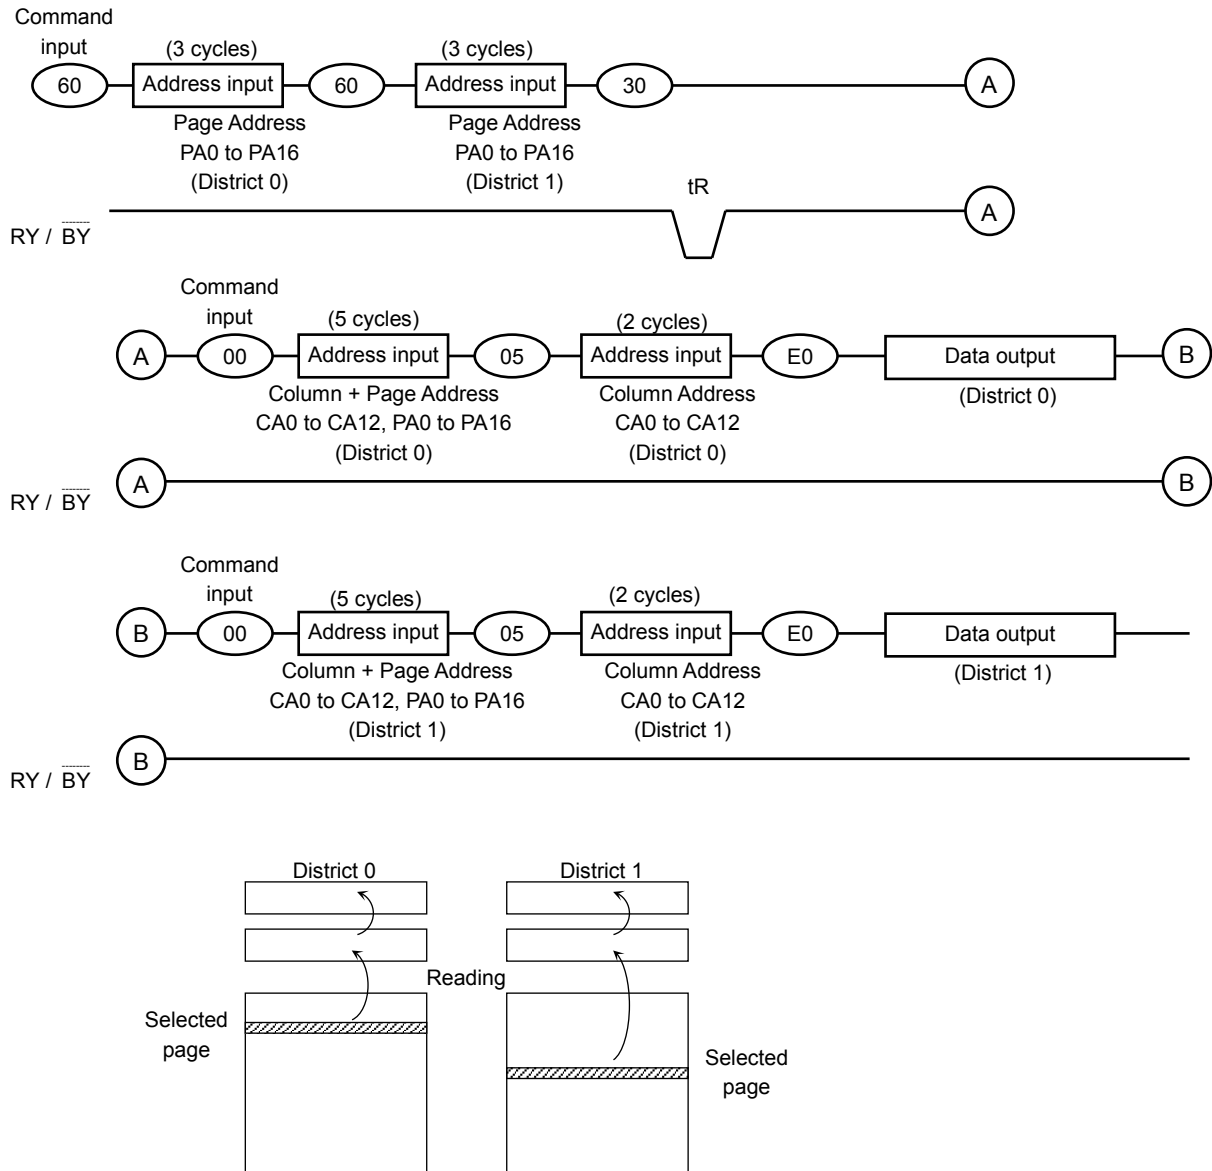 Command
input
(3 cycles)
(3 cycles)
60
Address input
60
Address input
30
A
Page Address
PA0 to PA16
(District 0)
Page Address
PA0 to PA16
(District 1)
tR
A
RY / BY
Command
input
(5 cycles)
(2 cycles)
A
00
Address input
05
Address input
E0
Data output
B
Column + Page Address
CA0 to CA12, PA0 to PA16
(District 0)
Column Address
CA0 to CA12
(District 0)
(District 0)
A
B
RY / BY
Command
input
(5 cycles)
(2 cycles)
B
00
Address input
05
Address input
E0
Data output
Column + Page Address
CA0 to CA12, PA0 to PA16
(District 1)
Column Address
CA0 to CA12
(District 1)
(District 1)
B
RY / BY
District 0
District 1
Reading
Selected
page
Selected
page